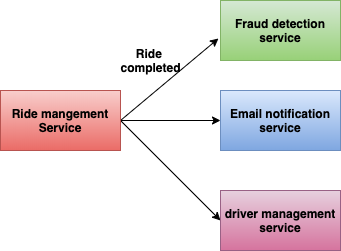 Fraud detection
service
Ride
completed
Ride mangement
Service
Email notification
service
driver management
service